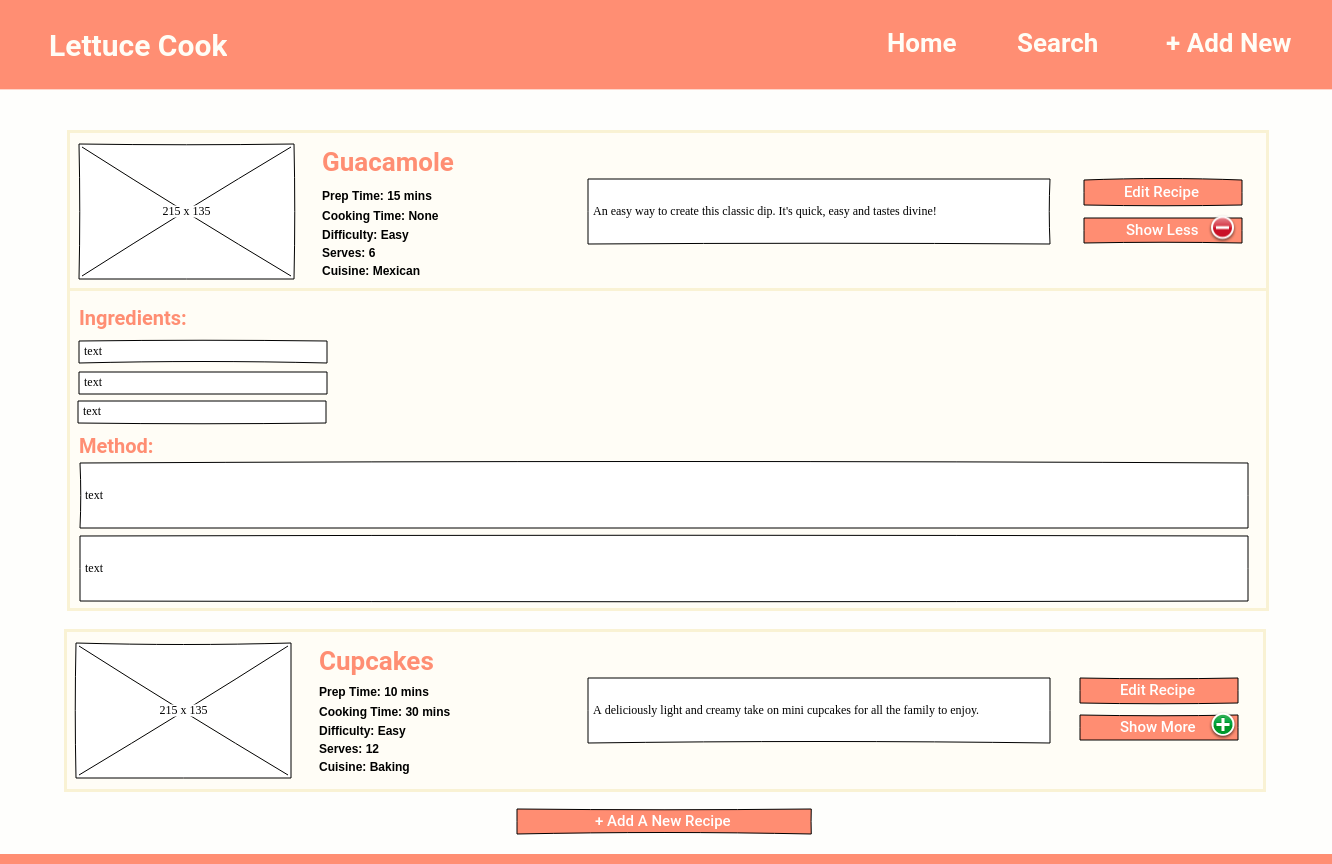 Lettuce Cook
Home
Search
+ Add New
215 x 135
Guacamole
Prep Time: 15 mins
Cooking Time: None
Difficulty: Easy
Serves: 6
Cuisine: Mexican
An easy way to create this classic dip. It's quick, easy and tastes divine!
Edit Recipe
Show Less
Ingredients:
text
text
text
Method:
text
text
215 x 135
Cupcakes
Prep Time: 10 mins
Cooking Time: 30 mins
Difficulty: Easy
Serves: 12
Cuisine: Baking
A deliciously light and creamy take on mini cupcakes for all the family to enjoy.
Edit Recipe
Show More
+ Add A New Recipe